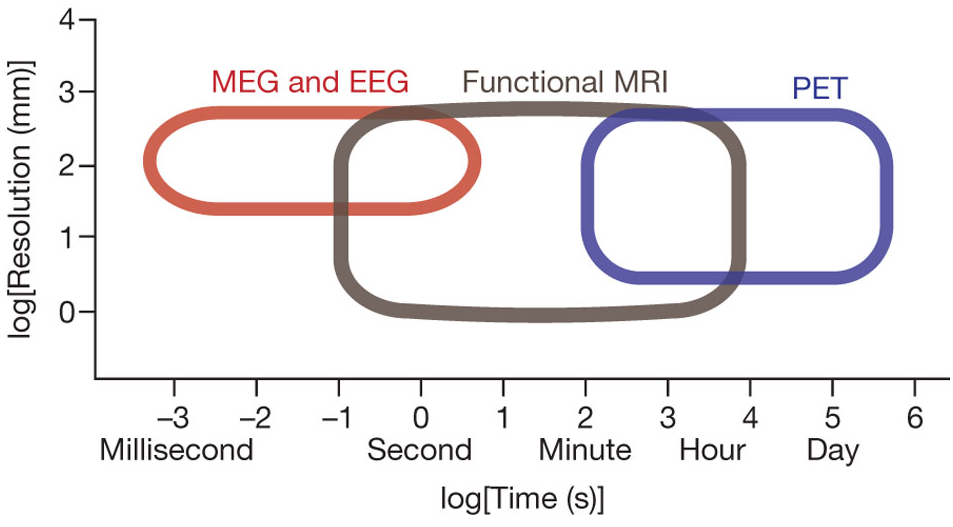 log[Resolution (mm)]
4
3
2
1
0
MEG and EEG
Functional MRI
PET
–3 –2 –1 0 1 2 3 4 5 6
Millisecond Second Minute Hour Day
log[Time (s)]